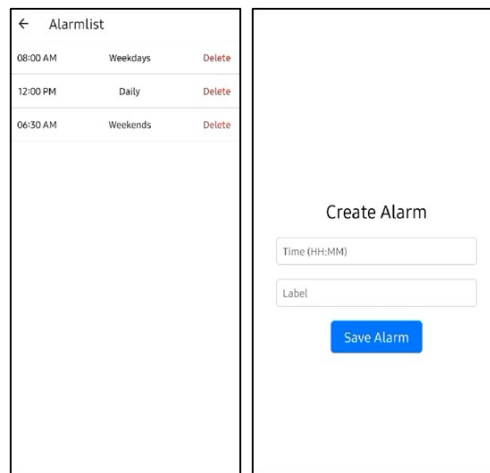 ← Alarmlist
08:00 AM Weekdays Delete
12:00 PM Daily Delete
06:30 AM Weekends Delete
Create Alarm
Time (HH:MM)
Label
Save Alarm